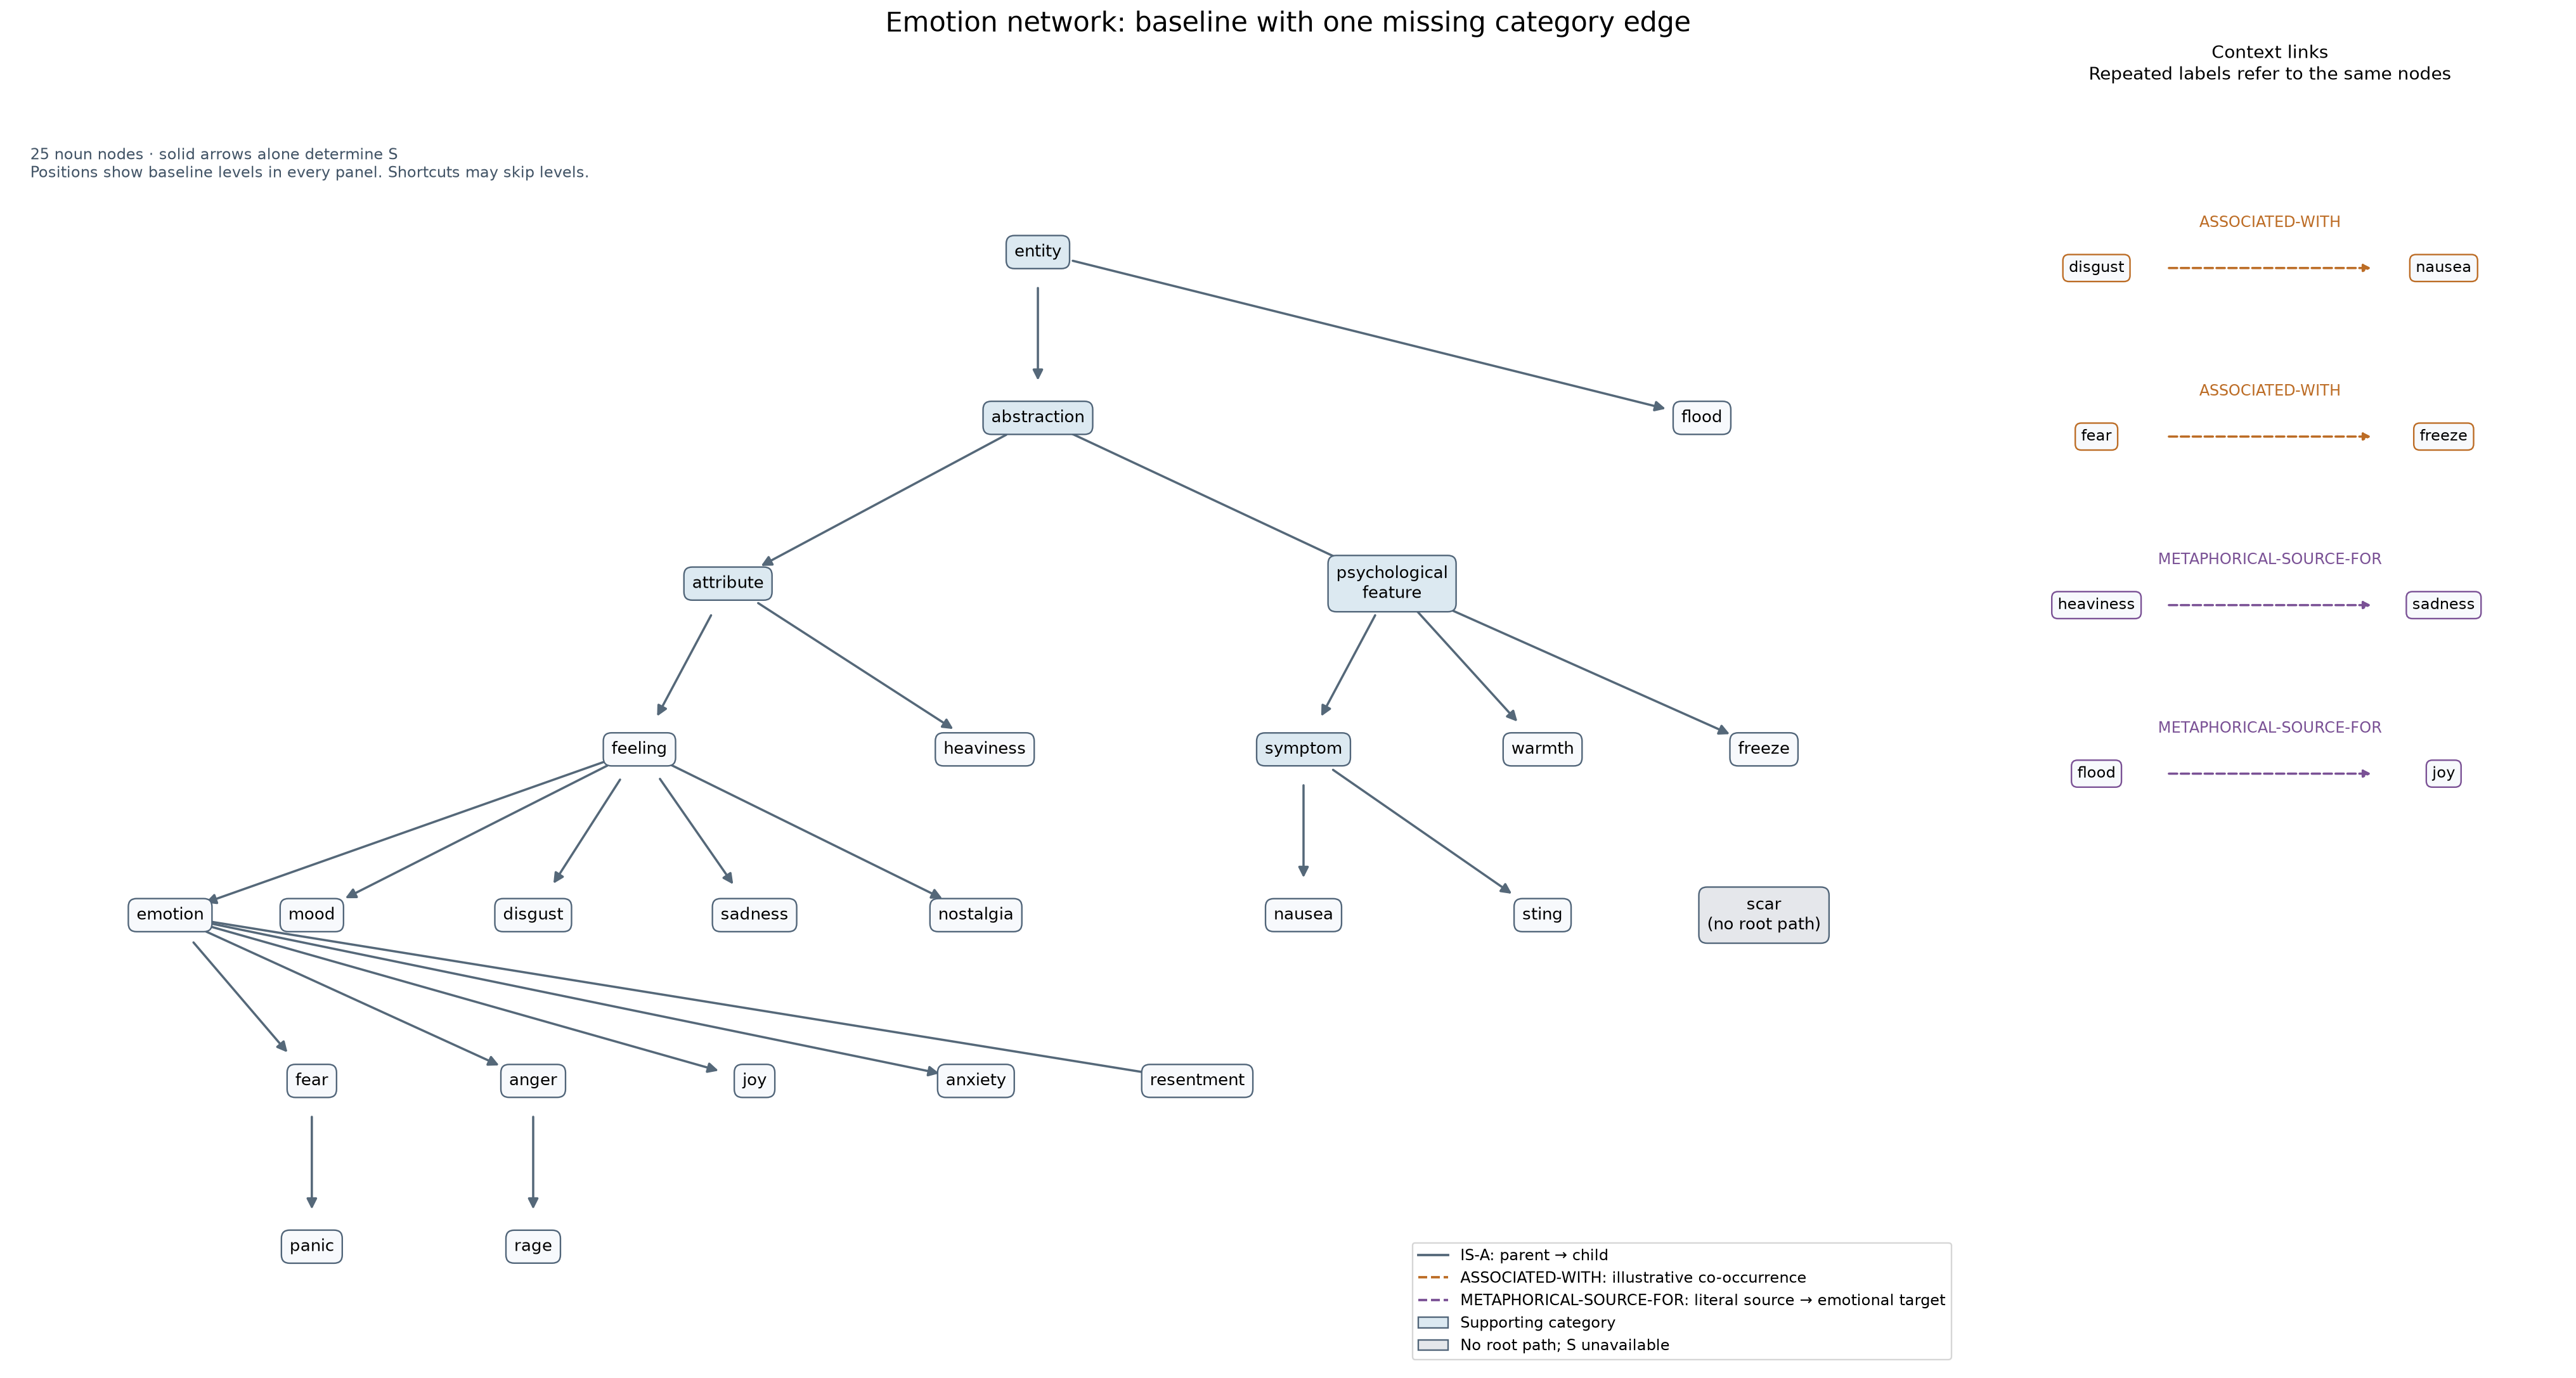 Emotion network: baseline with one missing category edge
Context links
Repeated labels refer to the same nodes
25 noun nodes · solid arrows alone determine S
Positions show baseline levels in every panel. Shortcuts may skip levels.
entity
abstraction
flood
attribute
psychological
feature
feeling
heaviness
symptom
warmth
freeze
emotion
mood
disgust
sadness
nostalgia
nausea
sting
scar
(no root path)
fear
anger
joy
anxiety
resentment
panic
rage
ASSOCIATED-WITH
disgust
nausea
ASSOCIATED-WITH
fear
freeze
METAPHORICAL-SOURCE-FOR
heaviness
sadness
METAPHORICAL-SOURCE-FOR
flood
joy
IS-A: parent → child
ASSOCIATED-WITH: illustrative co-occurrence
METAPHORICAL-SOURCE-FOR: literal source → emotional target
Supporting category
No root path; S unavailable